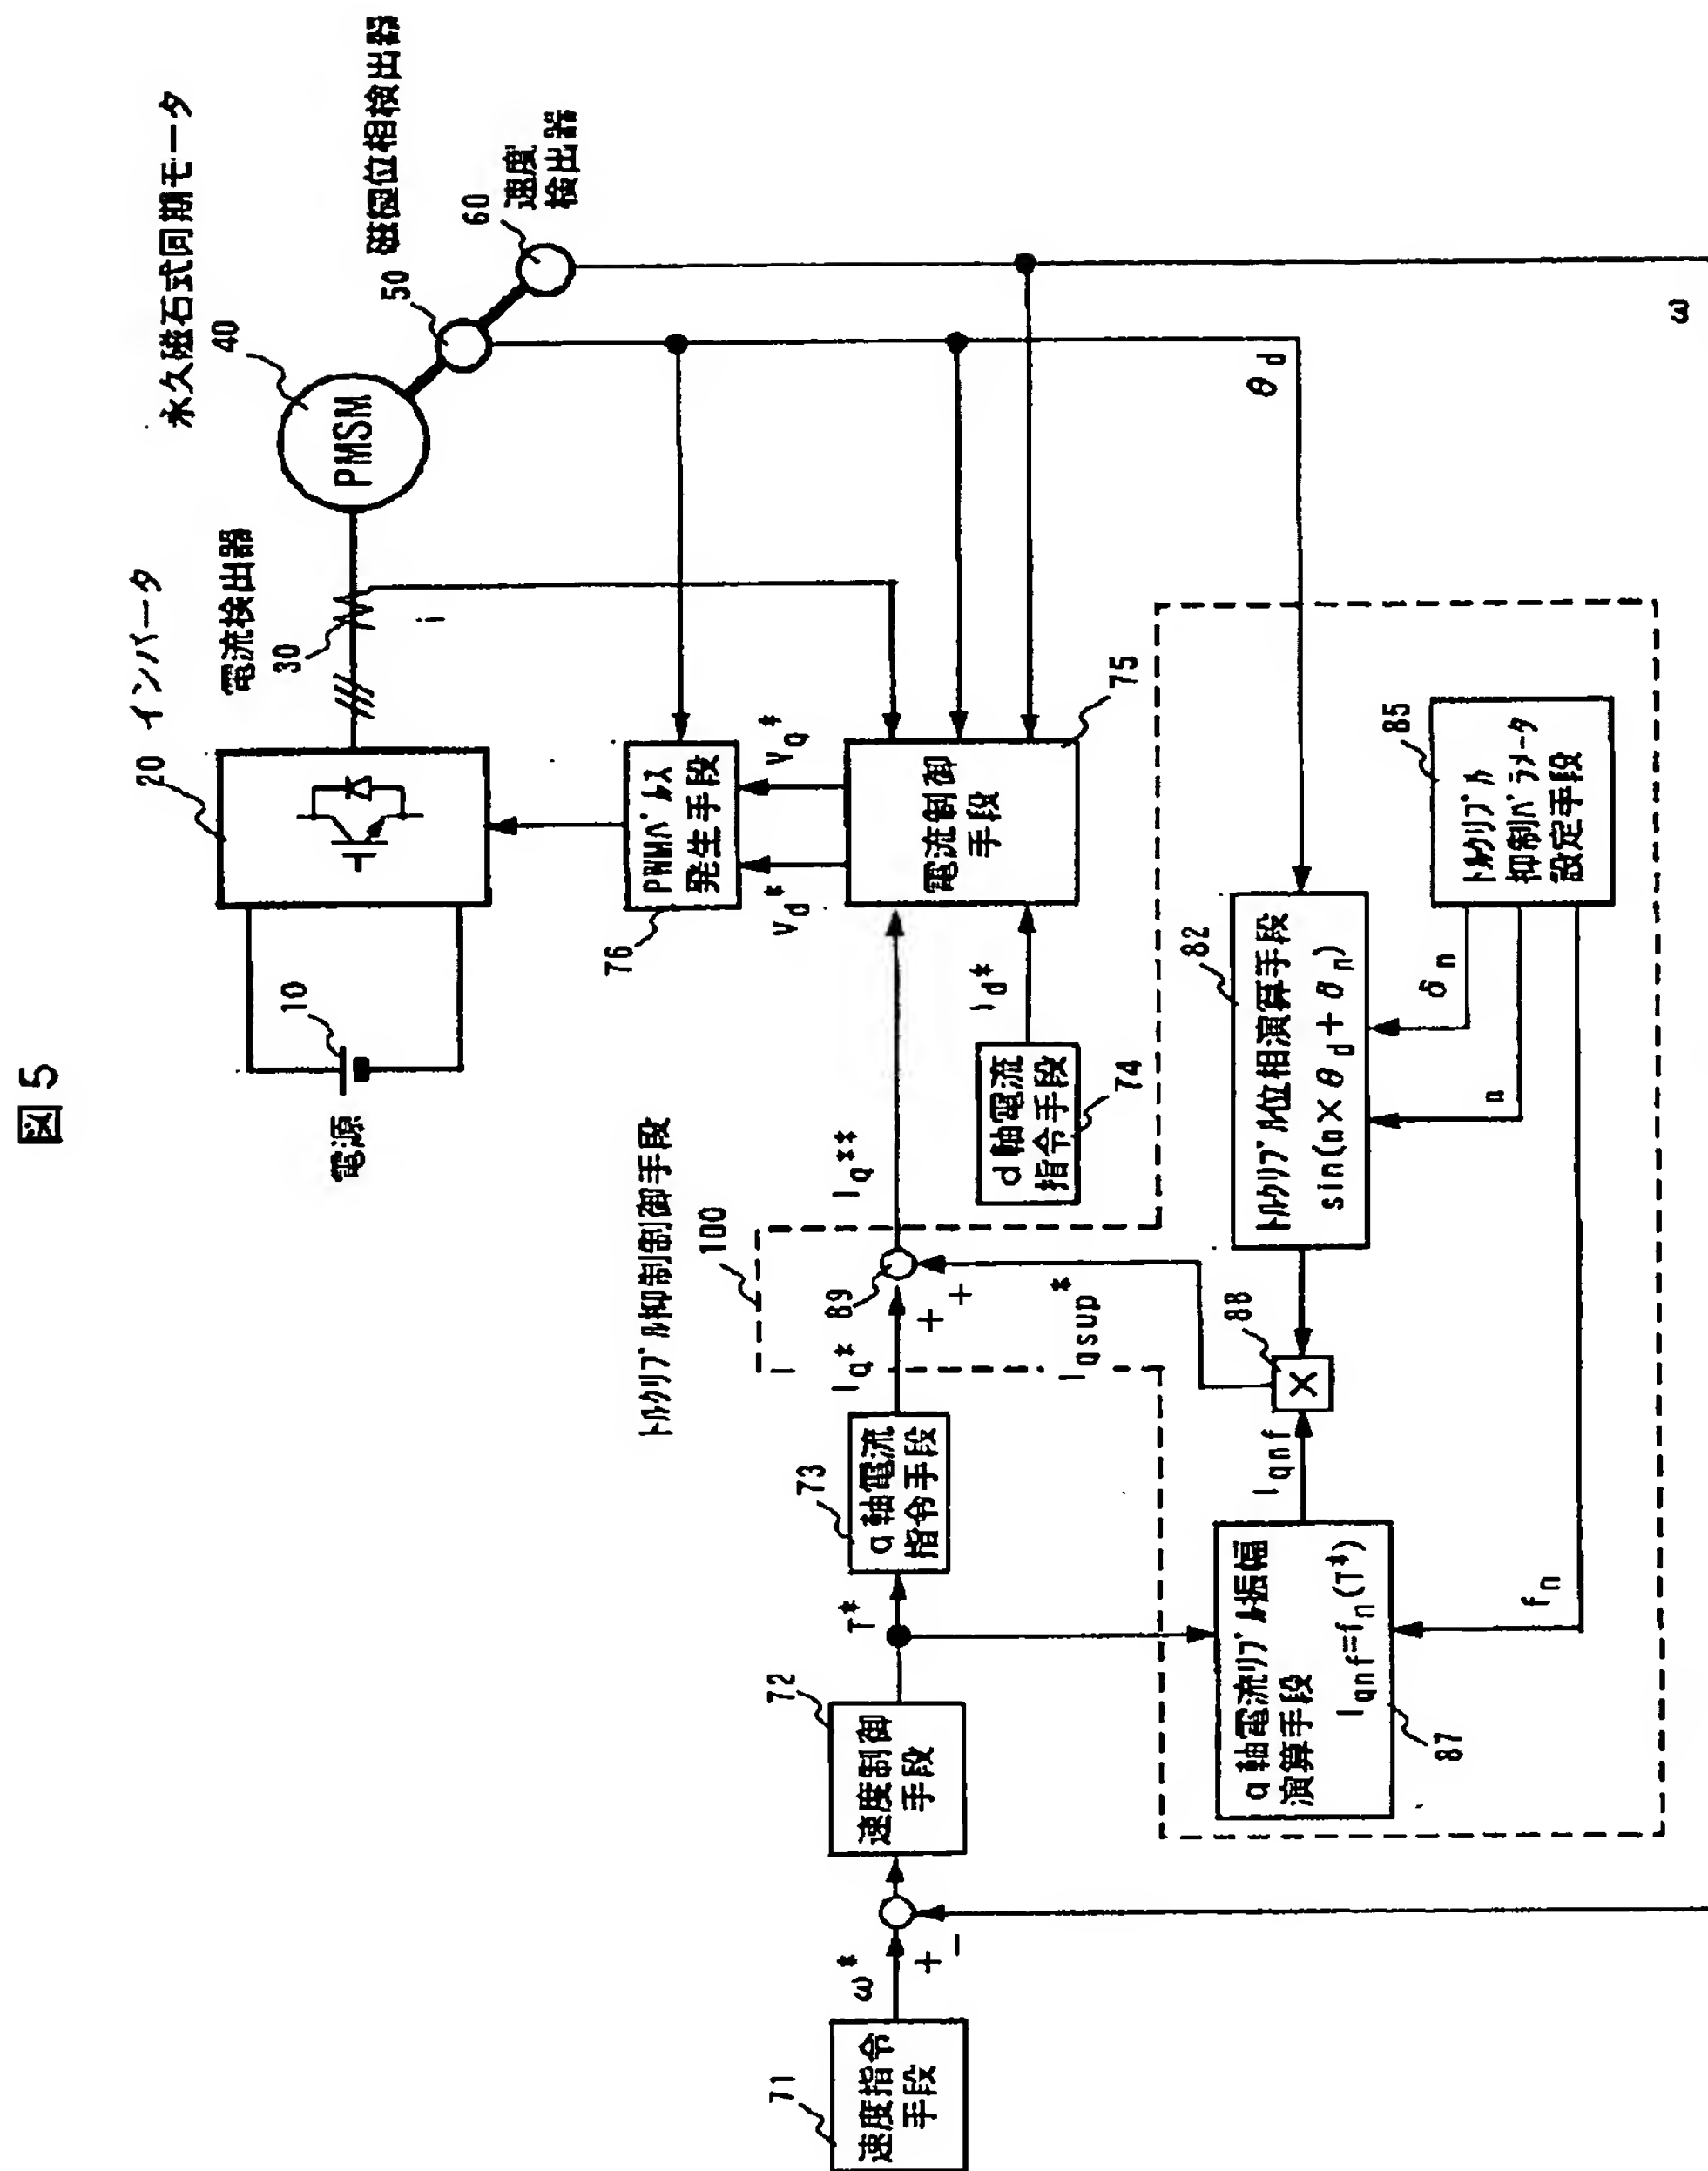 図5
電源
10
20 インバータ
電流検出器
30
i
永久磁石式同期モータ
40
PMSM
50 磁極位相検出器
60 速度
検出器
71
速度指令
手段
ω*
+
-
72
速度制御
手段
T*
73
q軸電流
指令手段
Iq*
トルクリプル抑制制御手段
100
89
+
+
Iqsup*
Iq**
d軸電流
指令手段
74
Id*
電流制御
手段
75
76
PWMパルス
発生手段
Vd*
Vq*
θd
ω
q軸電流リプル振幅
演算手段
Iqnf=fn(T*)
87
Iqnf
×
88
82
トルクリプル位相演算手段
sin(n×θd+θn)
δn
n
fn
85
トルクリプル
抑制パラメータ
設定手段